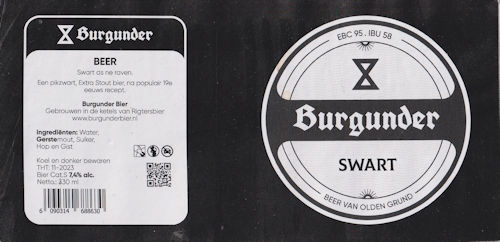 Burgunder
BEER
Swart as ne raven.
Een pikzwart, Extra Stout bier, na populair 19e
eeuws recept.
Burgunder Bier
Gebrouwen in de ketels van Rigtersbier
www.burgunderbier.nl
Ingrediënten: Water,
Gerstemout, Suiker,
Hop en Gist
Koel en donker bewaren
THT: 11-2023
Bier Cat.S 7,4% alc.
Netto.: 330 ml
6 090314 688630
EBC 95 . IBU 58
Burgunder
SWART
BEER VAN OLDEN GRUND